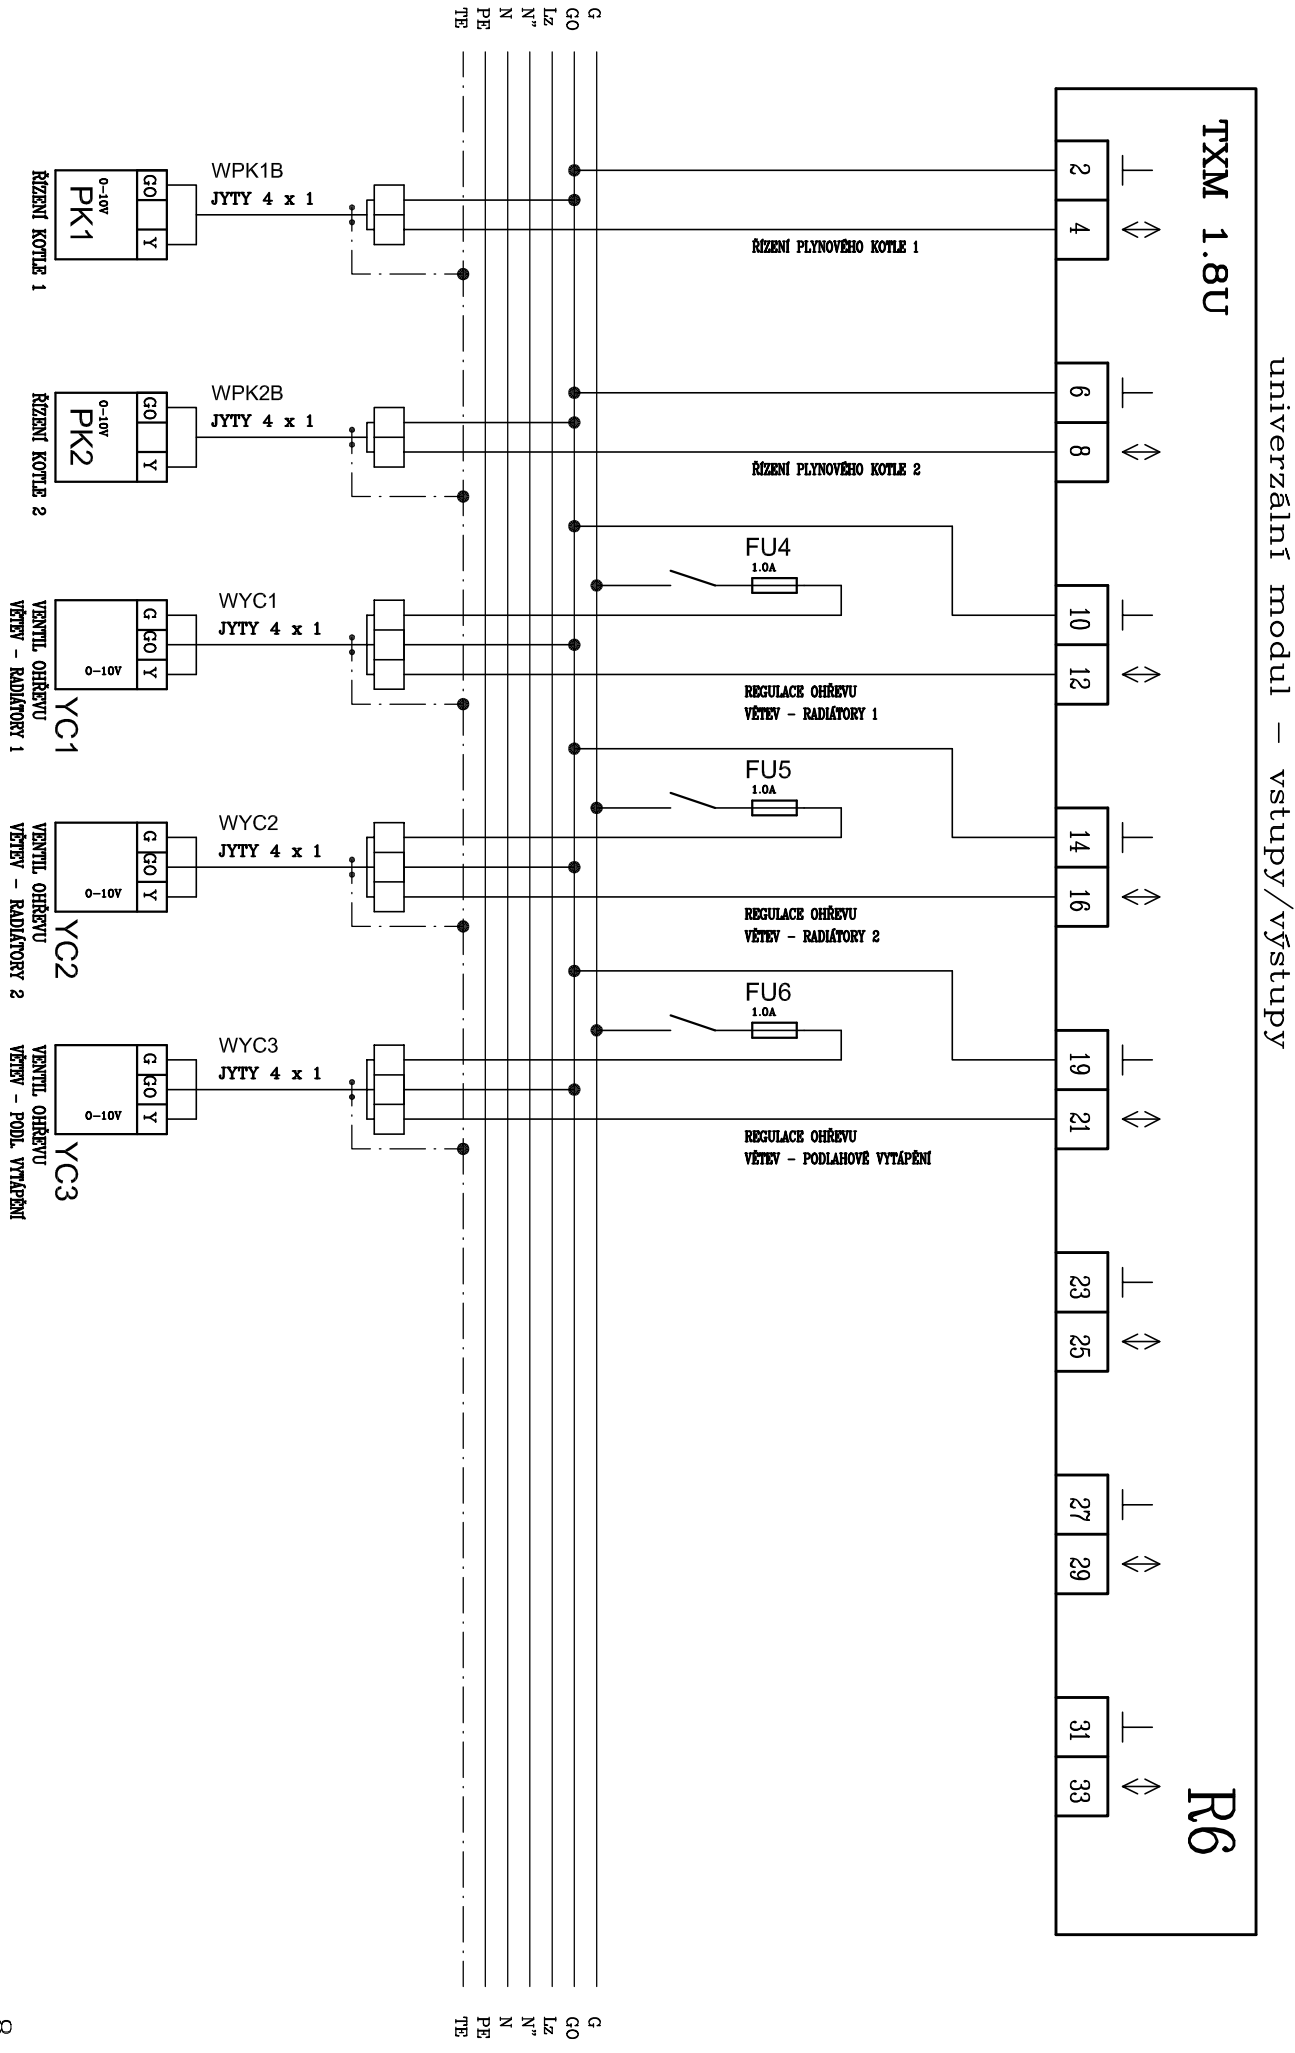 univerzální modul – vstupy/výstupy
TXM 1.8U
R6
2
4
6
8
10
12
14
16
19
21
23
25
27
29
31
33
ŘÍZENÍ PLYNOVÉHO KOTLE 1
ŘÍZENÍ PLYNOVÉHO KOTLE 2
FU4
1.0A
REGULACE OHŘEVU
VĚTEV – RADIÁTORY 1
FU5
1.0A
REGULACE OHŘEVU
VĚTEV – RADIÁTORY 2
FU6
1.0A
REGULACE OHŘEVU
VĚTEV – PODLAHOVÉ VYTÁPĚNÍ
G
GO
Lz
N"
N
PE
TE
G
GO
Lz
N"
N
PE
TE
WPK1B
JYTY 4 x 1
GO
Y
0–10V
PK1
ŘÍZENÍ KOTLE 1
WPK2B
JYTY 4 x 1
GO
Y
0–10V
PK2
ŘÍZENÍ KOTLE 2
WYC1
JYTY 4 x 1
G
GO
Y
0–10V
YC1
VENTIL OHŘEVU
VĚTEV – RADIÁTORY 1
WYC2
JYTY 4 x 1
G
GO
Y
0–10V
YC2
VENTIL OHŘEVU
VĚTEV – RADIÁTORY 2
WYC3
JYTY 4 x 1
G
GO
Y
0–10V
YC3
VENTIL OHŘEVU
VĚTEV – PODL. VYTÁPĚNÍ
8